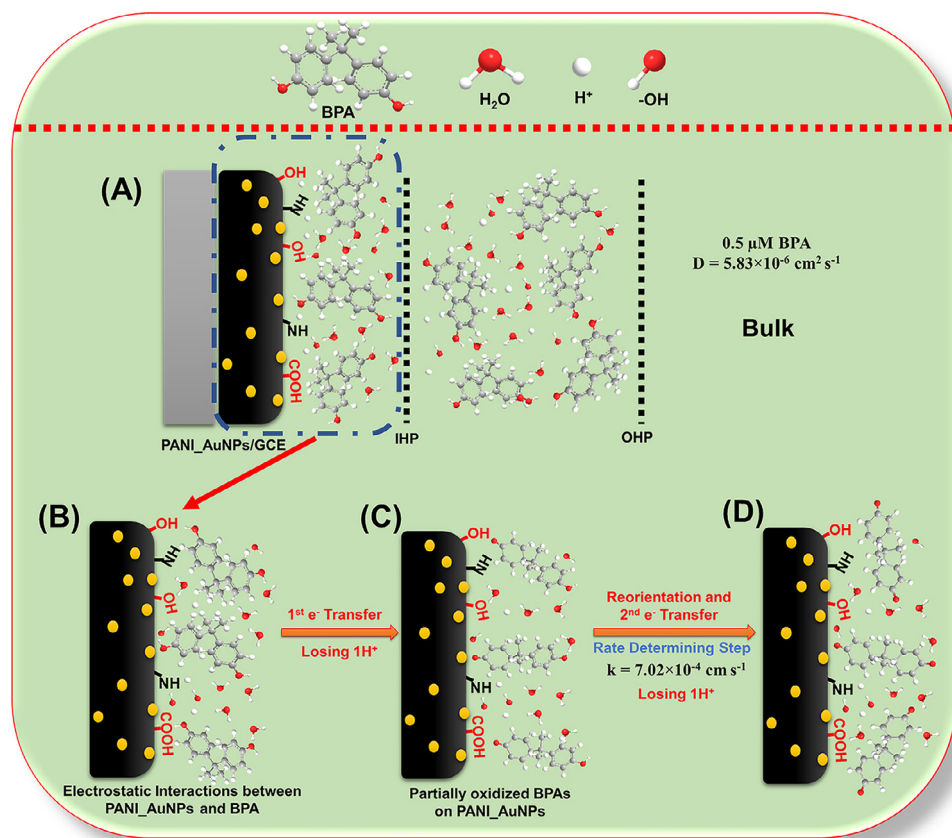 BPA
H₂O
H⁺
-OH
(A)
OH
NH
OH
NH
COOH
0.5 µM BPA
D = 5.83×10⁻⁶ cm² s⁻¹
Bulk
PANI_AuNPs/GCE
IHP
OHP
(B)
OH
NH
OH
NH
COOH
Electrostatic Interactions between
PANI_AuNPs and BPA
1ˢᵗ e⁻ Transfer
Losing 1H⁺
(C)
OH
NH
OH
NH
COOH
Partially oxidized BPAs
on PANI_AuNPs
Reorientation and
2ⁿᵈ e⁻ Transfer
Rate Determining Step
k = 7.02×10⁻⁴ cm s⁻¹
Losing 1H⁺
(D)
OH
NH
OH
NH
COOH